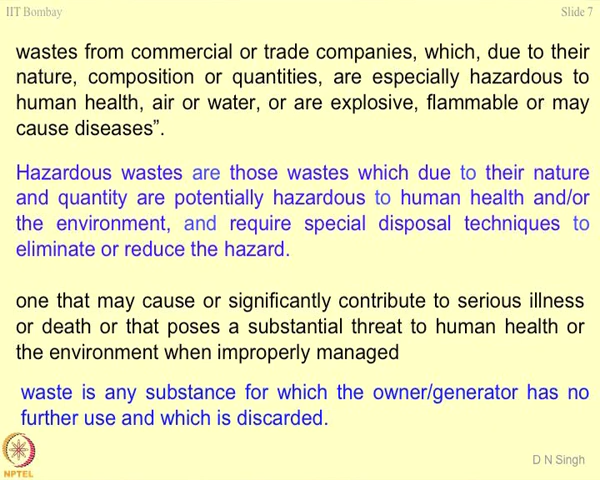 IIT Bombay
Slide 7
wastes from commercial or trade companies, which, due to their
nature, composition or quantities, are especially hazardous to
human health, air or water, or are explosive, flammable or may
cause diseases”.
Hazardous wastes are those wastes which due to their nature
and quantity are potentially hazardous to human health and/or
the environment, and require special disposal techniques to
eliminate or reduce the hazard.
one that may cause or significantly contribute to serious illness
or death or that poses a substantial threat to human health or
the environment when improperly managed
waste is any substance for which the owner/generator has no
further use and which is discarded.
NPTEL
D N Singh